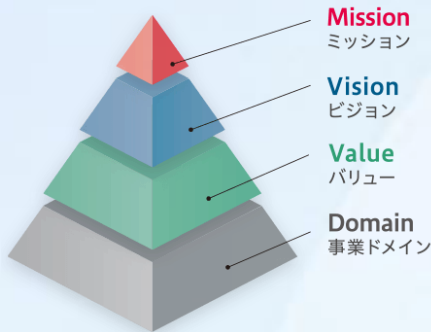 Mission
ミッション
Vision
ビジョン
Value
バリュー
Domain
事業ドメイン